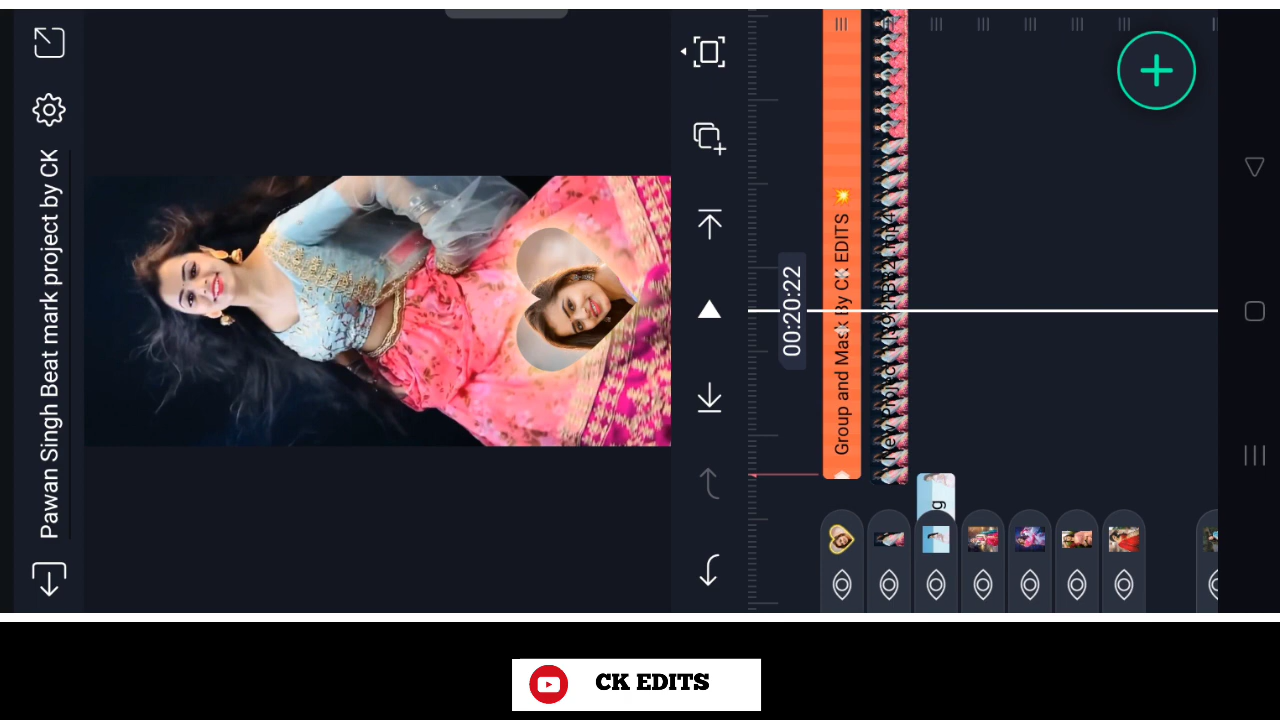 Pawan Singh Beat mark project by CK
00:20:22
Group and Mask By CK EDITS 💥
g
CK EDITS